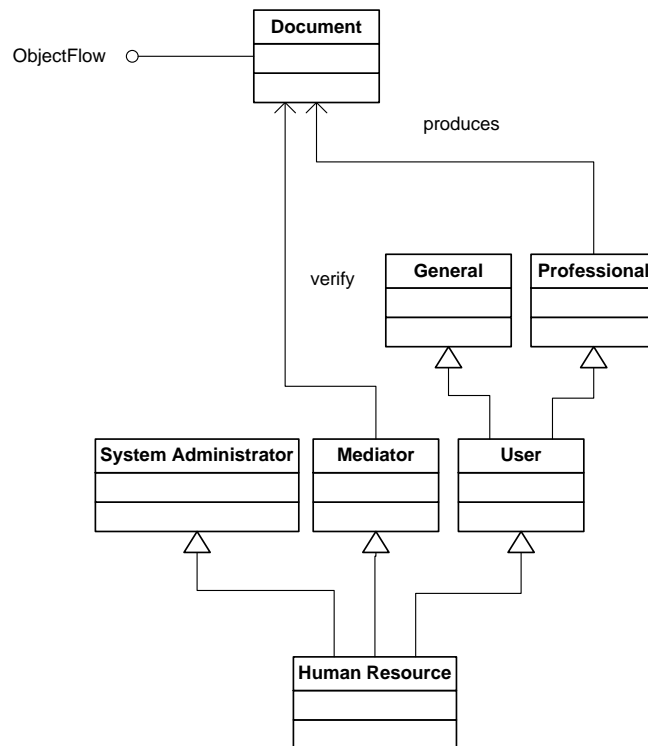 Document
ObjectFlow
produces
General
Professional
verify
System Administrator
Mediator
User
Human Resource